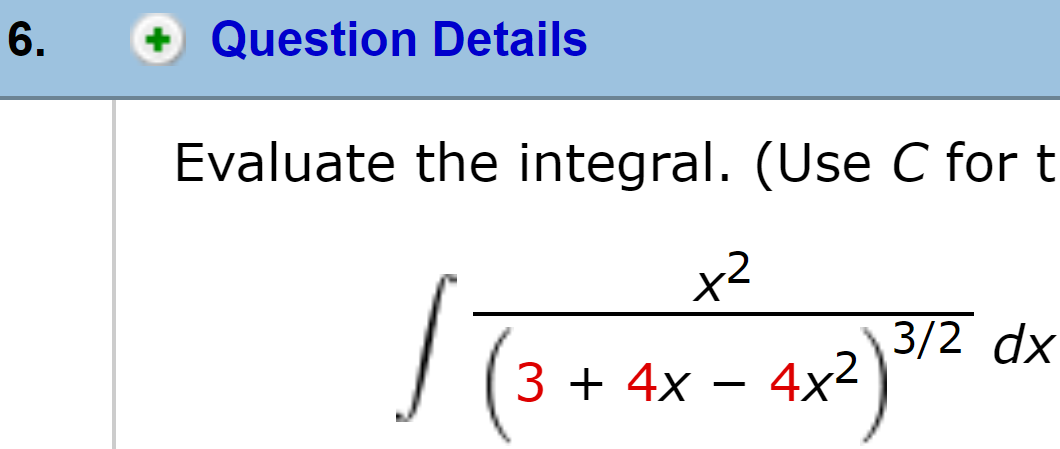 6. Question Details
Evaluate the integral. (Use C for t
∫ x² / (3 + 4x − 4x²)^(3/2) dx